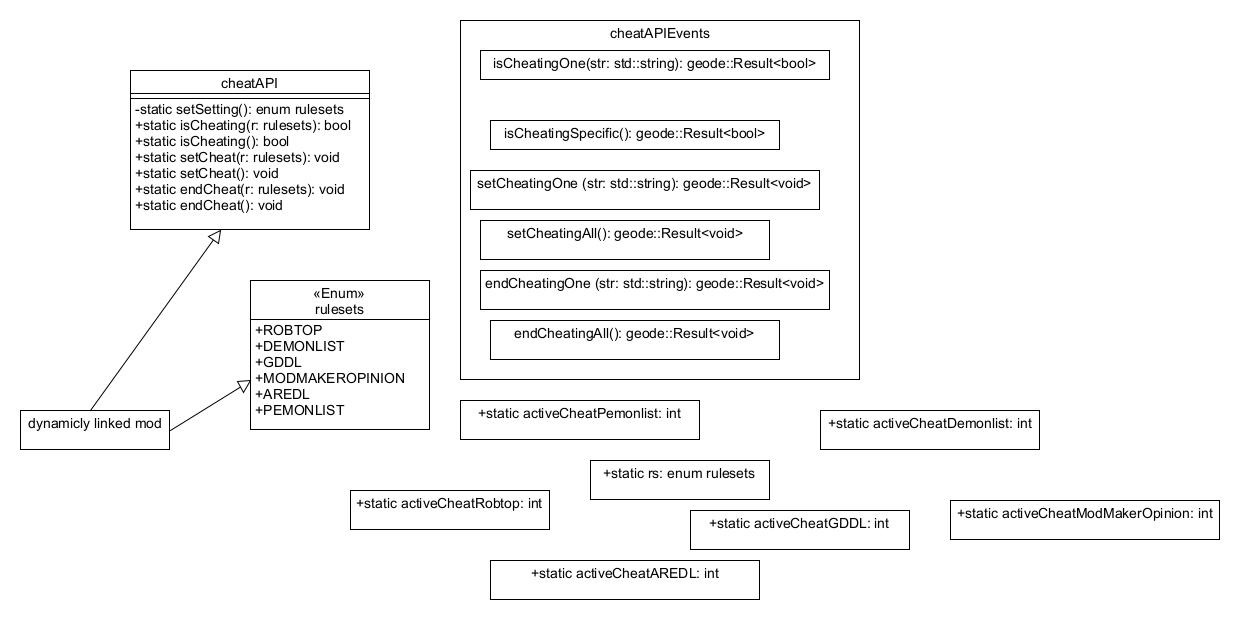 cheatAPI
-static setSetting(): enum rulesets
+static isCheating(r: rulesets): bool
+static isCheating(): bool
+static setCheat(r: rulesets): void
+static setCheat(): void
+static endCheat(r: rulesets): void
+static endCheat(): void
«Enum»
rulesets
+ROBTOP
+DEMONLIST
+GDDL
+MODMAKEROPINION
+AREDL
+PEMONLIST
dynamicly linked mod
cheatAPIEvents
isCheatingOne(str: std::string): geode::Result<bool>
isCheatingSpecific(): geode::Result<bool>
setCheatingOne (str: std::string): geode::Result<void>
setCheatingAll(): geode::Result<void>
endCheatingOne (str: std::string): geode::Result<void>
endCheatingAll(): geode::Result<void>
+static activeCheatPemonlist: int
+static activeCheatDemonlist: int
+static rs: enum rulesets
+static activeCheatRobtop: int
+static activeCheatGDDL: int
+static activeCheatModMakerOpinion: int
+static activeCheatAREDL: int